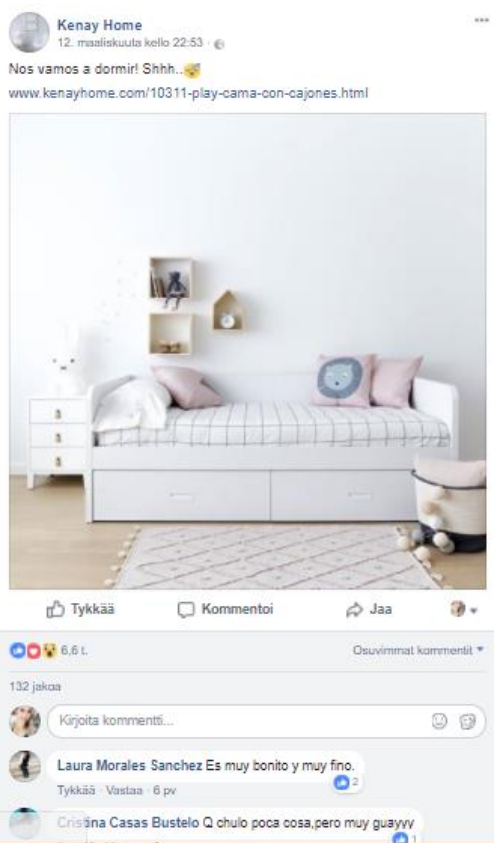 Kenay Home
12. maaliskuuta kello 22:53
Nos vamos a dormir! Shhh..😴
www.kenayhome.com/10311-play-cama-con-cajones.html
Tykkää Kommentoi Jaa
6,6 t. Osuvimmat kommentit
132 jakoa
Kirjoita kommentti...
Laura Morales Sanchez Es muy bonito y muy fino.
Tykkää · Vastaa · 6 pv 2
Cristina Casas Bustelo Q chulo poca cosa,pero muy guayyy
1